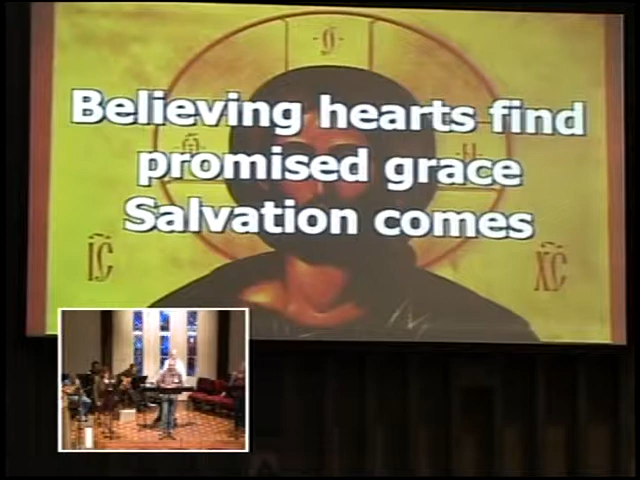 Believing hearts find
promised grace
Salvation comes
IC
XC